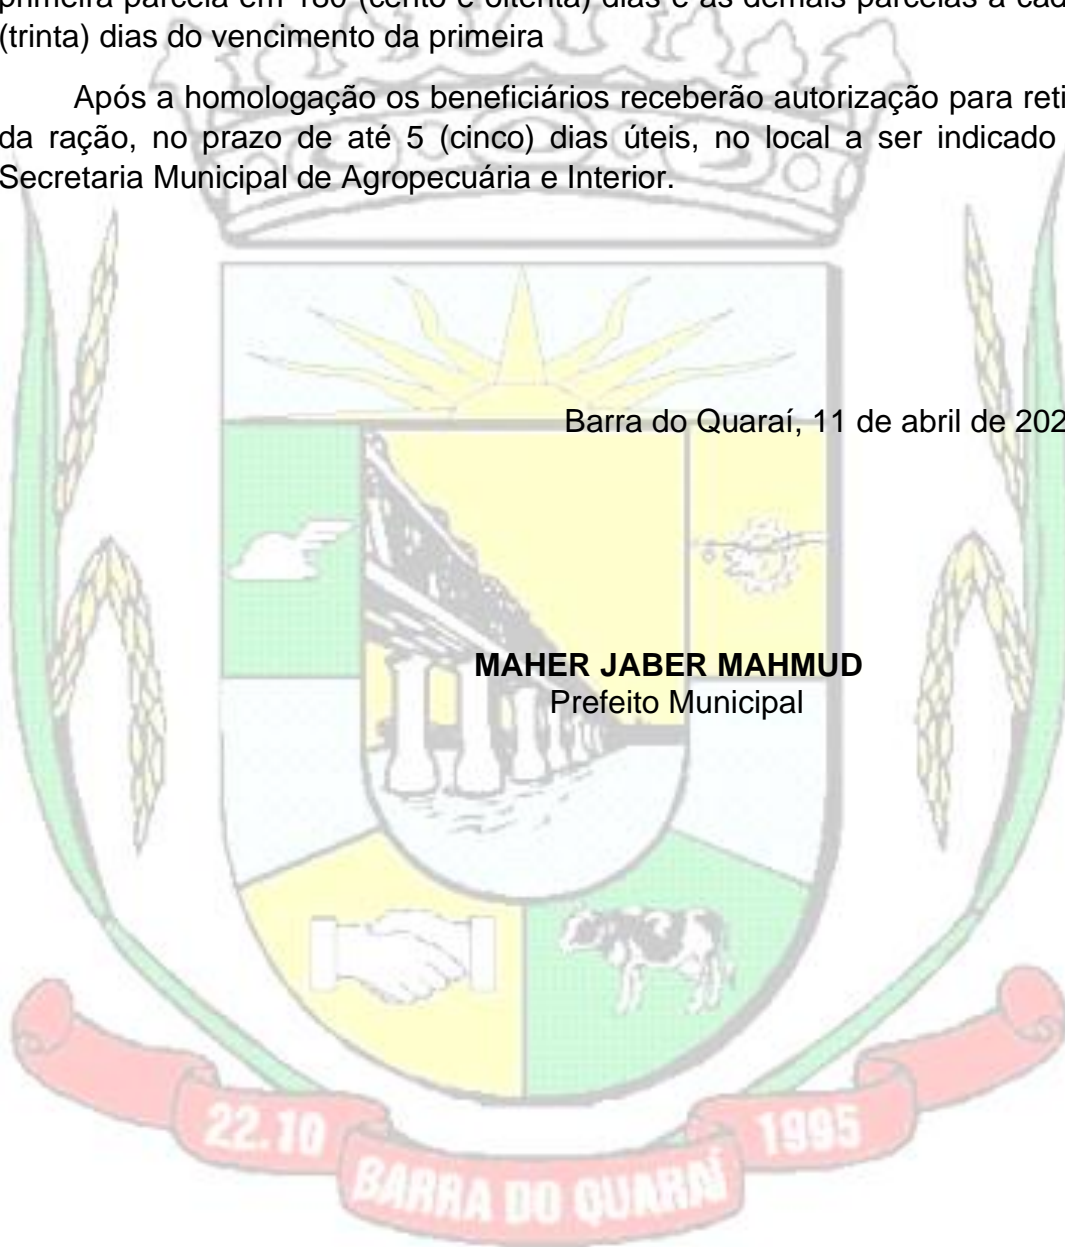 primeira parcela em 180 (cento e oitenta) dias e as demais parcelas a cad
(trinta) dias do vencimento da primeira
Após a homologação os beneficiários receberão autorização para reti
da ração, no prazo de até 5 (cinco) dias úteis, no local a ser indicado
Secretaria Municipal de Agropecuária e Interior.
Barra do Quaraí, 11 de abril de 202
MAHER JABER MAHMUD
Prefeito Municipal
22.10
1995
BARRA DO QUARAÍ